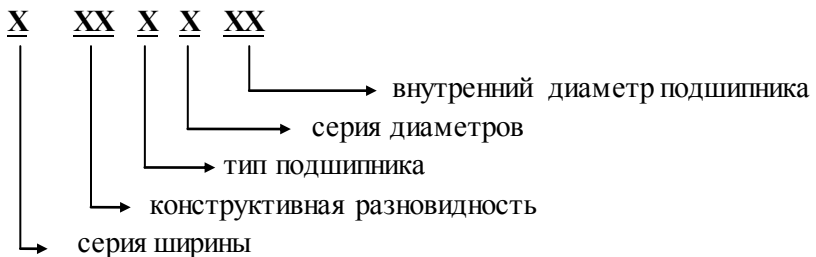 X XX X X XX
внутренний диаметр подшипника
серия диаметров
тип подшипника
конструктивная разновидность
серия ширины